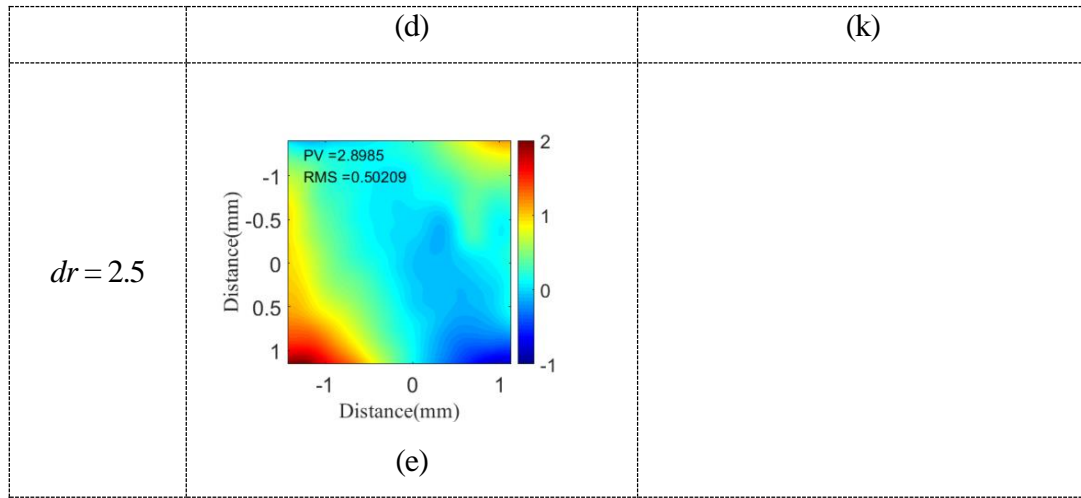 (d)
(k)
dr = 2.5
PV =2.8985
RMS =0.50209
2
1
0
-1
-1
-0.5
0
0.5
1
Distance(mm)
-1
0
1
Distance(mm)
(e)